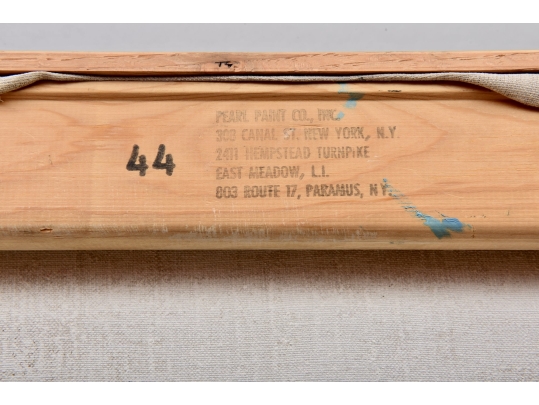 44
PEARL PAINT CO., INC.
308 CANAL ST. NEW YORK, N.Y.
2411 HEMPSTEAD TURNPIKE
EAST MEADOW, L.I.
803 ROUTE 17, PARAMUS, N.Y.